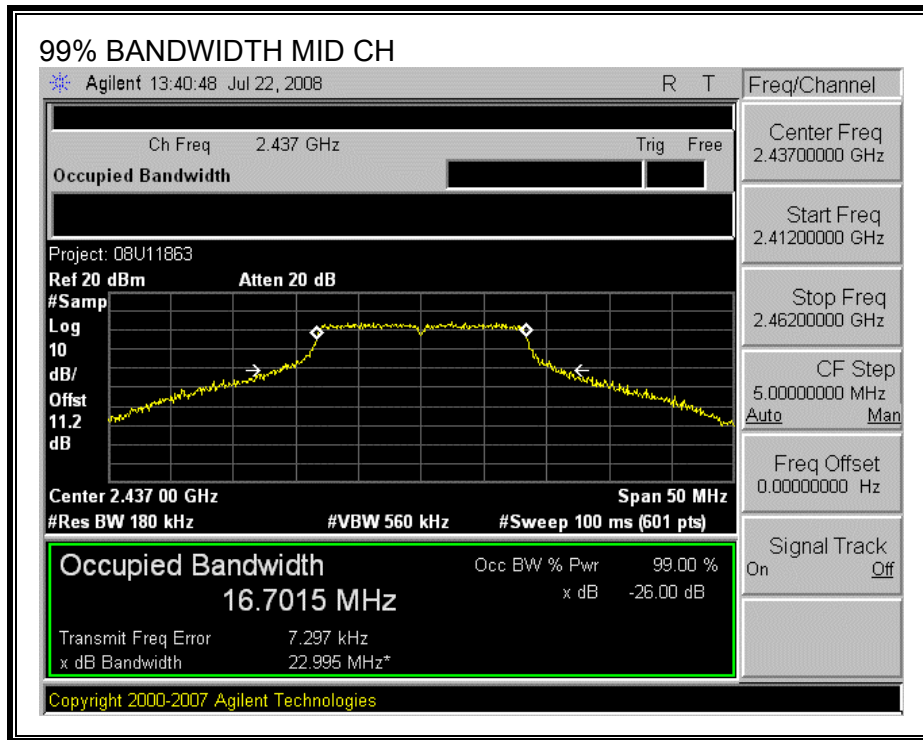 99% BANDWIDTH MID CH
Agilent 13:40:48 Jul 22, 2008 R T
Freq/Channel
Ch Freq 2.437 GHz Trig Free
Occupied Bandwidth
Center Freq
2.43700000 GHz
Start Freq
2.41200000 GHz
Stop Freq
2.46200000 GHz
CF Step
5.00000000 MHz
Auto Man
Freq Offset
0.00000000 Hz
Signal Track
On Off
Project: 08U11863
Ref 20 dBm Atten 20 dB
#Samp
Log
10
dB/
Offst
11.2
dB
Center 2.437 00 GHz Span 50 MHz
#Res BW 180 kHz #VBW 560 kHz #Sweep 100 ms (601 pts)
Occupied Bandwidth Occ BW % Pwr 99.00 %
16.7015 MHz x dB -26.00 dB
Transmit Freq Error 7.297 kHz
x dB Bandwidth 22.995 MHz*
Copyright 2000-2007 Agilent Technologies